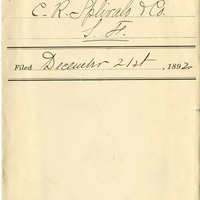 C. R. Splivalo & Co.
S. F.
Filed December 21st, 1892